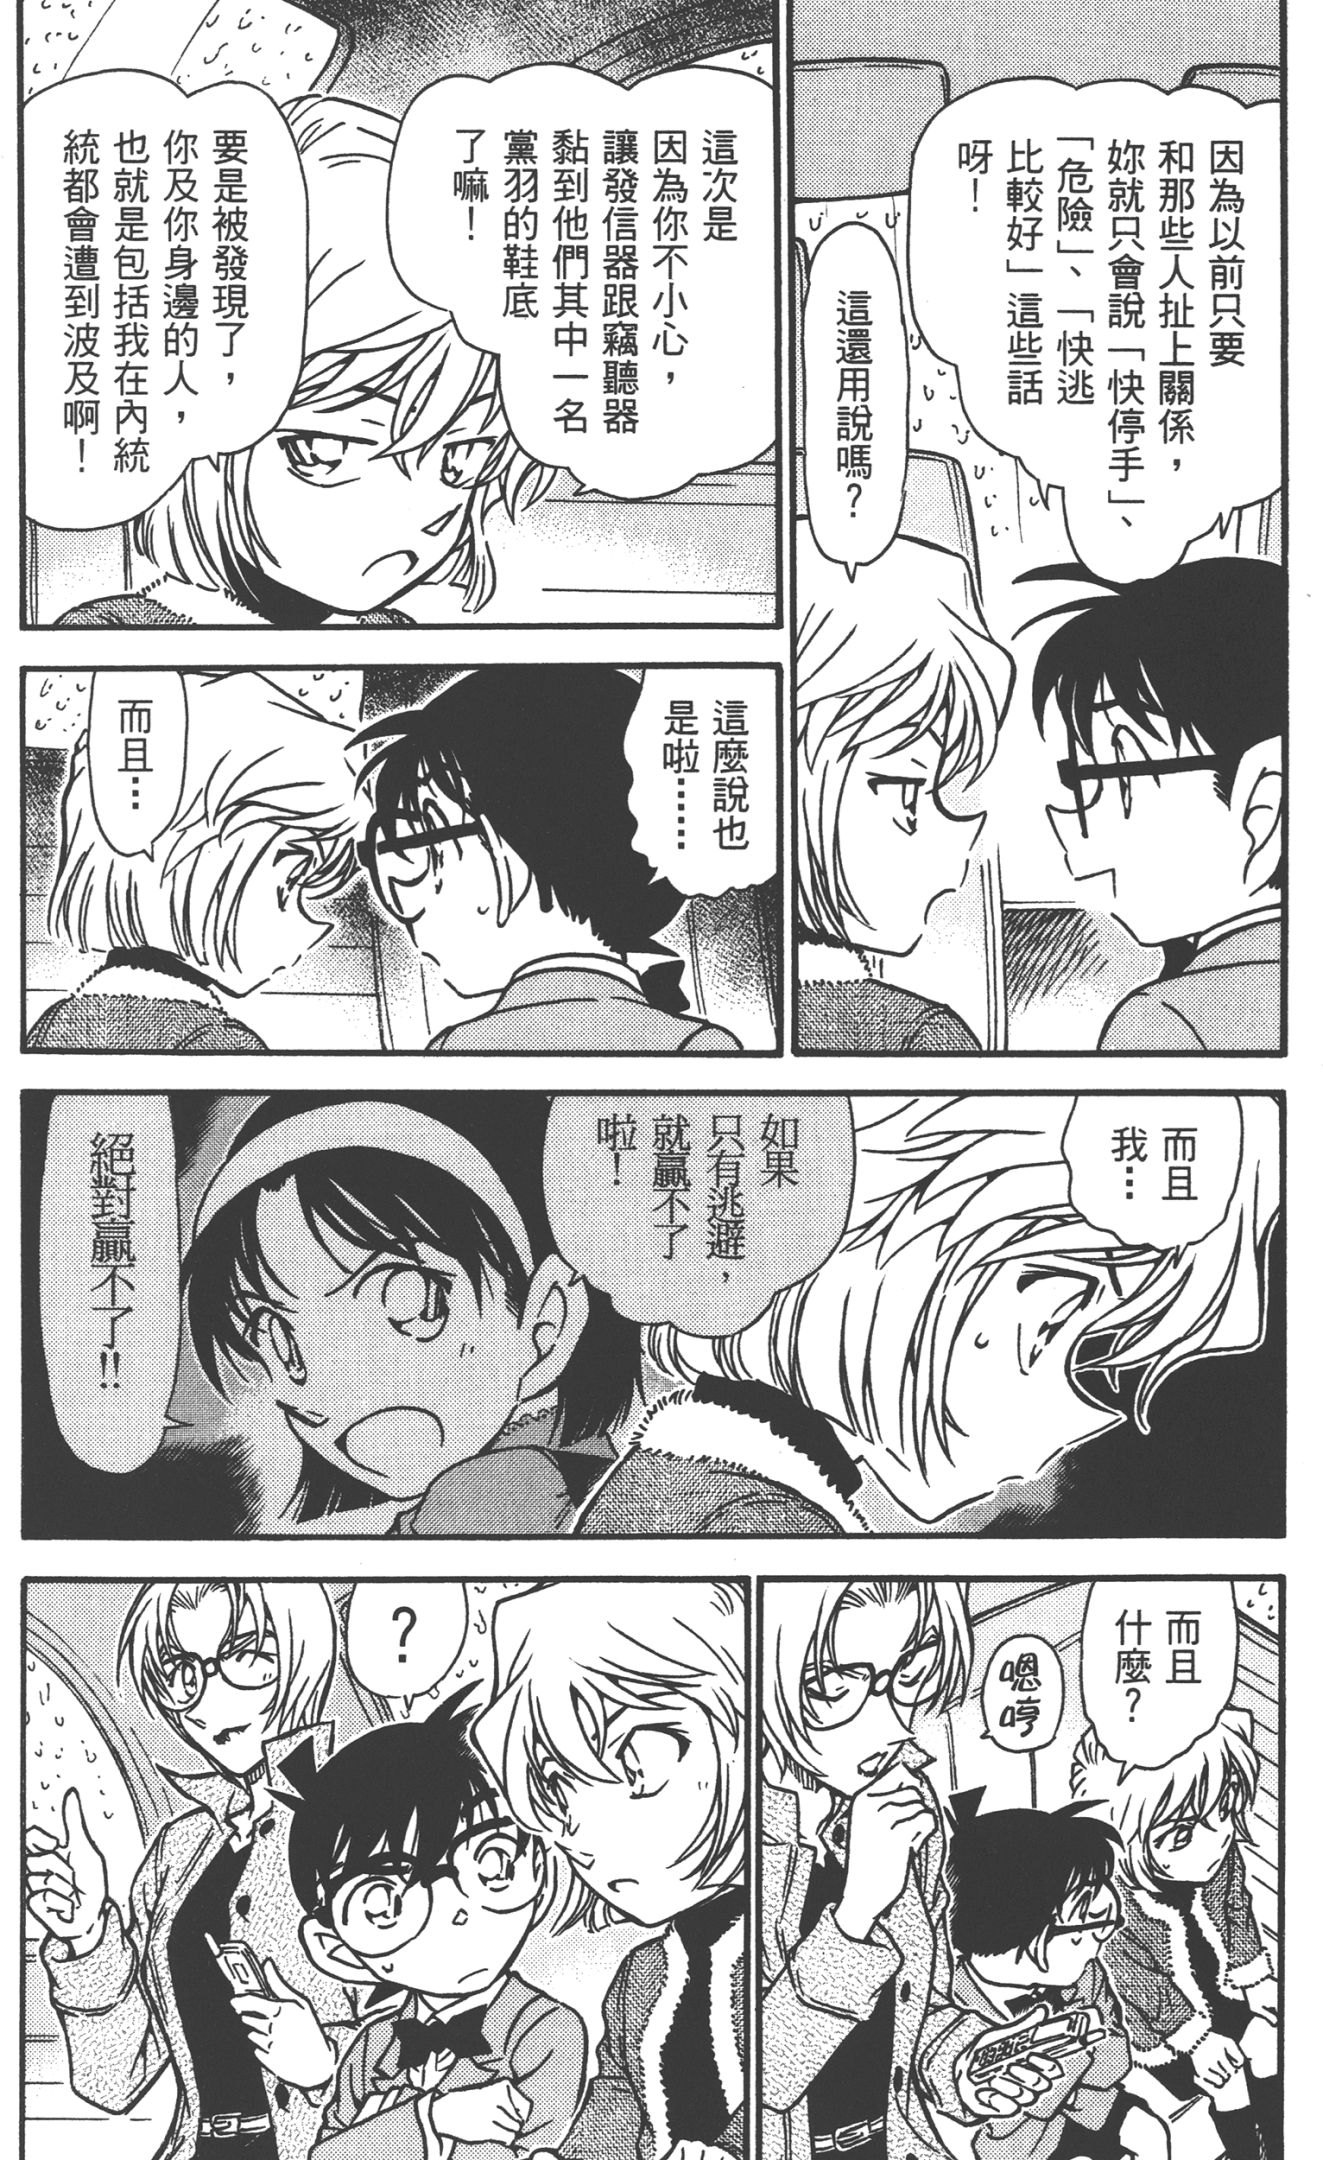 因為以前只要
和那些人扯上關係，
妳就只會說「快停手」、
「危險」、「快逃
比較好」這些話
呀！
這還用說嗎？
這次是
因為你不小心，
讓發信器跟竊聽器
黏到他們其中一名
黨羽的鞋底
了嘛！
要是被發現了，
你及你身邊的人，
也就是包括我在內統
統都會遭到波及啊！
這麼說也
是啦……
而且…
而且
我…
如果
只有逃避，
就贏不了
啦！
絕對贏不了!!
而且
什麼？
嗯哼
？